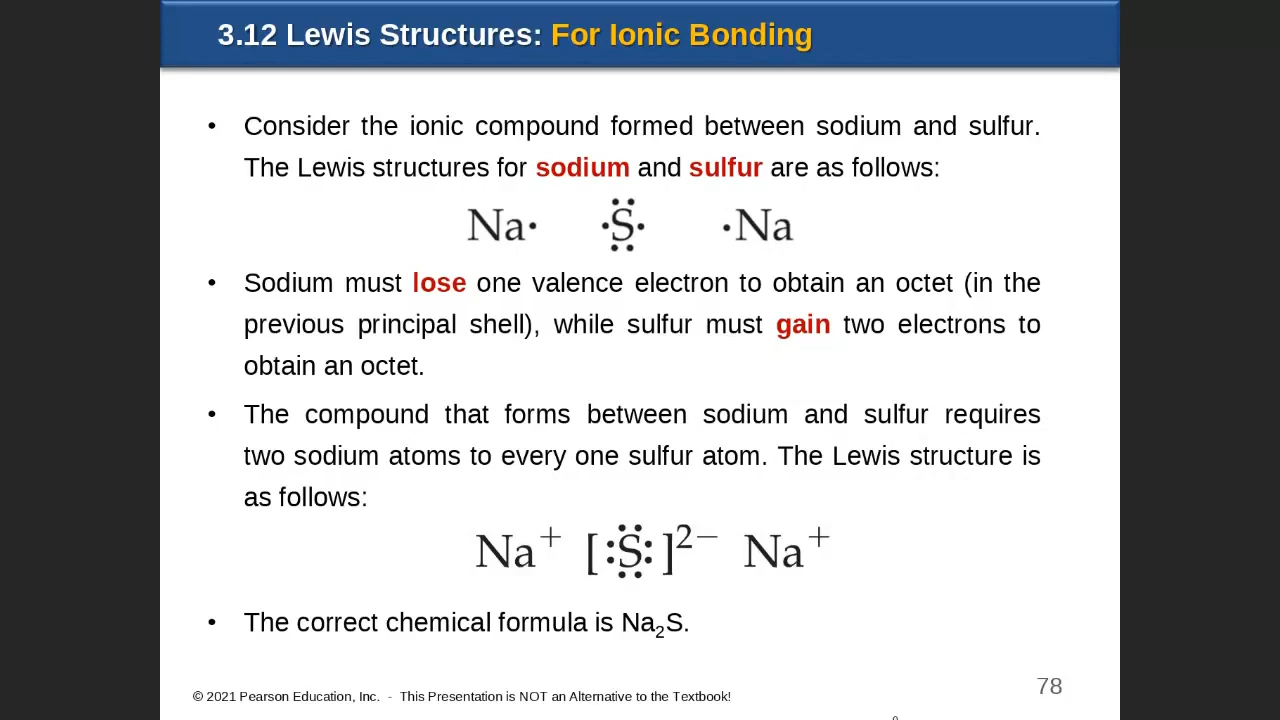 3.12 Lewis Structures: For Ionic Bonding
• Consider the ionic compound formed between sodium and sulfur.
The Lewis structures for sodium and sulfur are as follows:
Na· ·S· ·Na
• Sodium must lose one valence electron to obtain an octet (in the
previous principal shell), while sulfur must gain two electrons to
obtain an octet.
• The compound that forms between sodium and sulfur requires
two sodium atoms to every one sulfur atom. The Lewis structure is
as follows:
Na⁺ [:S:]²⁻ Na⁺
• The correct chemical formula is Na₂S.
© 2021 Pearson Education, Inc. - This Presentation is NOT an Alternative to the Textbook!
78